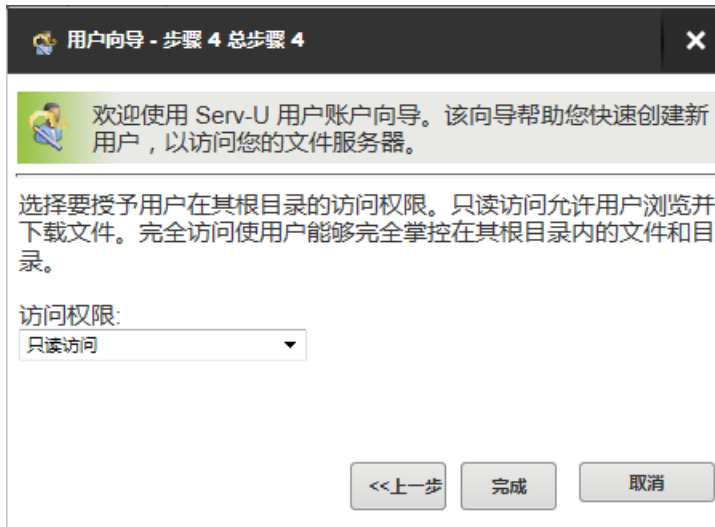 用户向导 - 步骤 4 总步骤 4
欢迎使用 Serv-U 用户账户向导。该向导帮助您快速创建新
用户，以访问您的文件服务器。
选择要授予用户在其根目录的访问权限。只读访问允许用户浏览并
下载文件。完全访问使用户能够完全掌控在其根目录内的文件和目
录。
访问权限:
只读访问
<<上一步 完成 取消